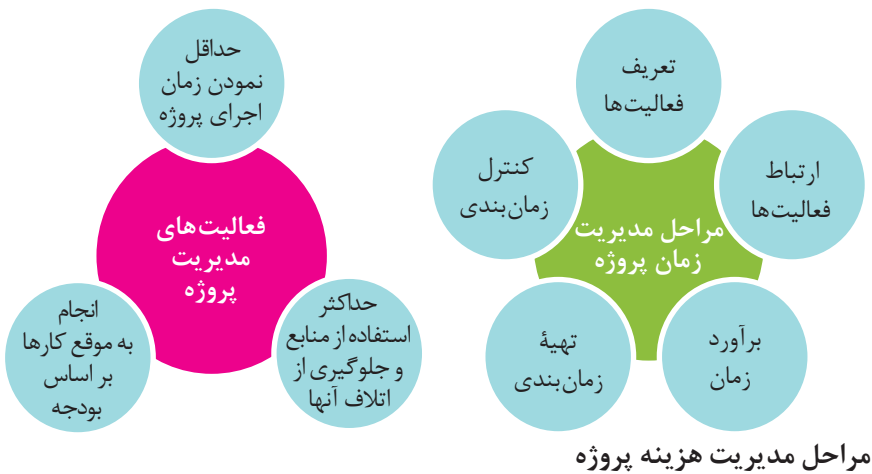 تعریف
فعالیت‌ها
ارتباط
فعالیت‌ها
برآورد
زمان
تهیهٔ
زمان‌بندی
کنترل
زمان‌بندی
مراحل مدیریت
زمان پروژه
حداقل
نمودن زمان
اجرای پروژه
حداکثر
استفاده از منابع
و جلوگیری از
اتلاف آنها
انجام
به موقع کارها
بر اساس
بودجه
فعالیت‌های
مدیریت
پروژه
مراحل مدیریت هزینه پروژه